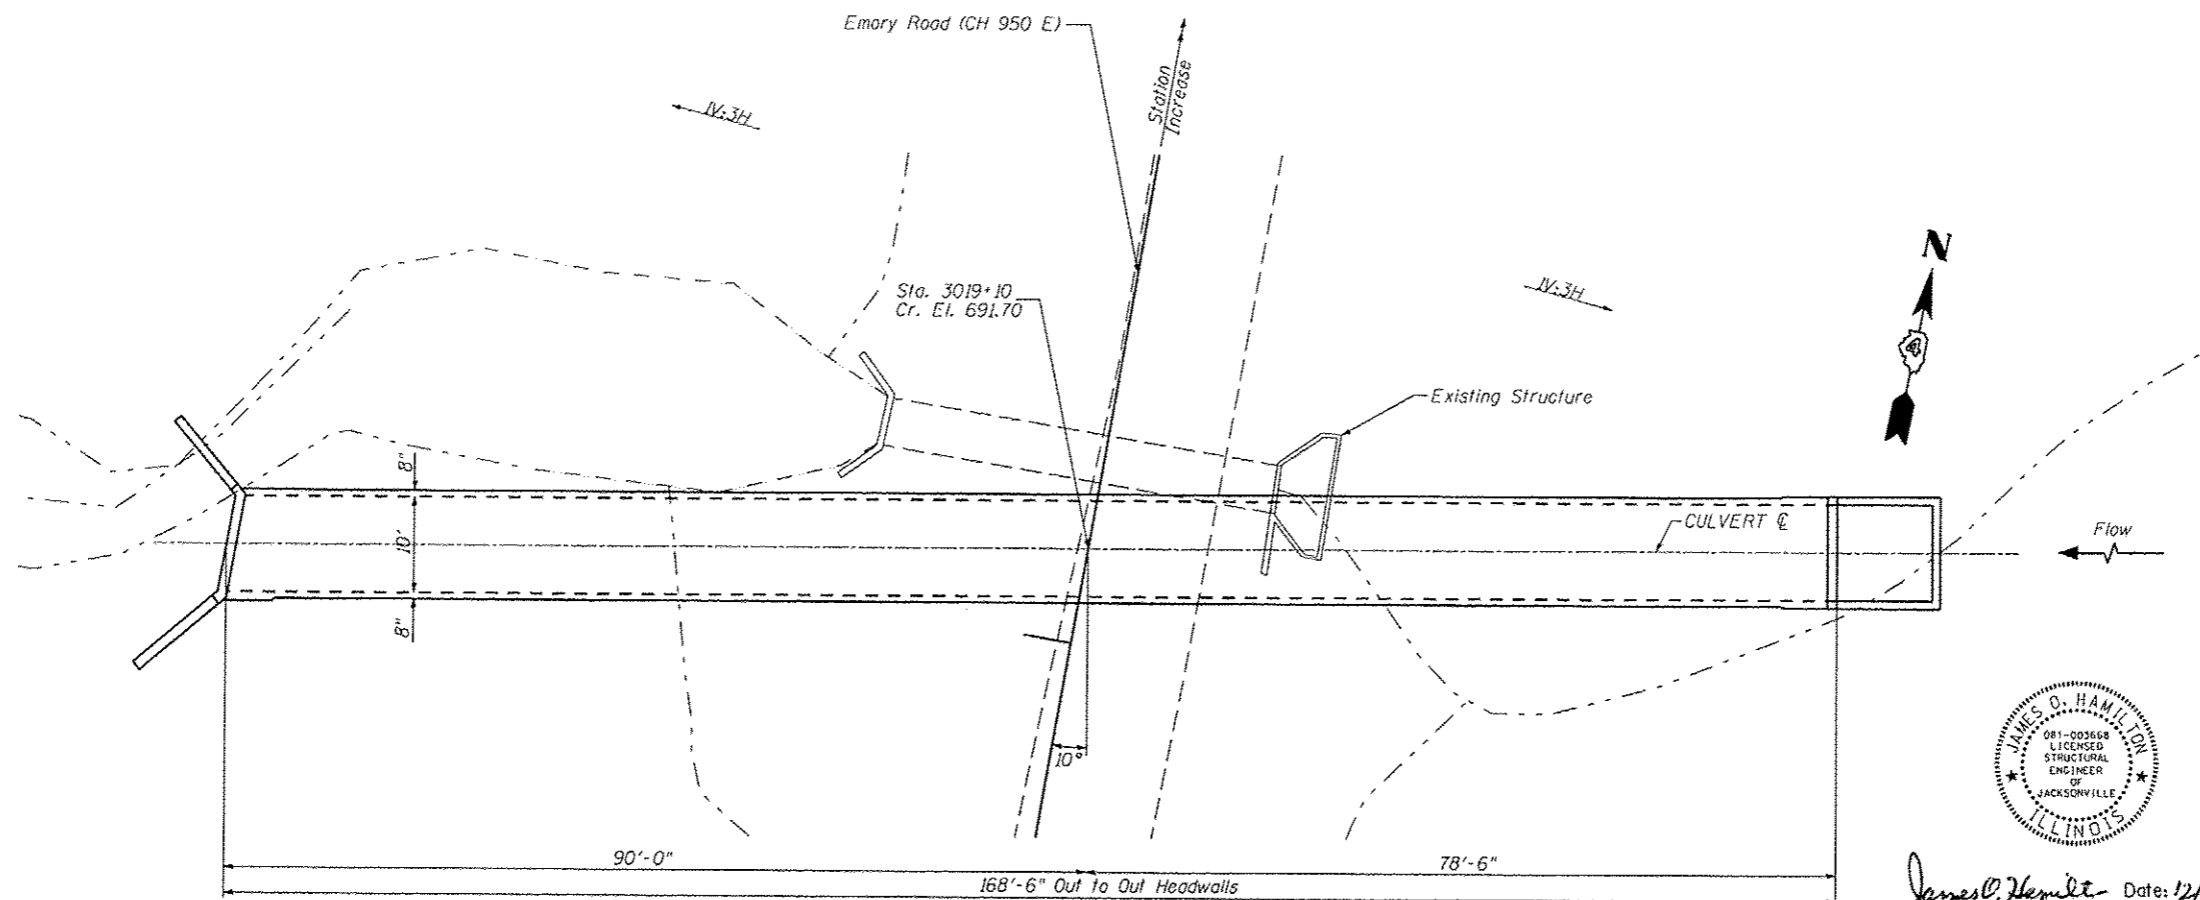 Emory Road (CH 950 E)
Station
Increase
1V:3H
N
Sta. 3019+10
Cr. El. 691.70
1V:3H
Existing Structure
8"
10'
8"
CULVERT ℄
Flow
10°
JAMES O. HAMILTON
081-003668
LICENSED
STRUCTURAL
ENGINEER
OF
JACKSONVILLE
ILLINOIS
90'-0"
78'-6"
168'-6" Out to Out Headwalls
James O. Hamilton Date: